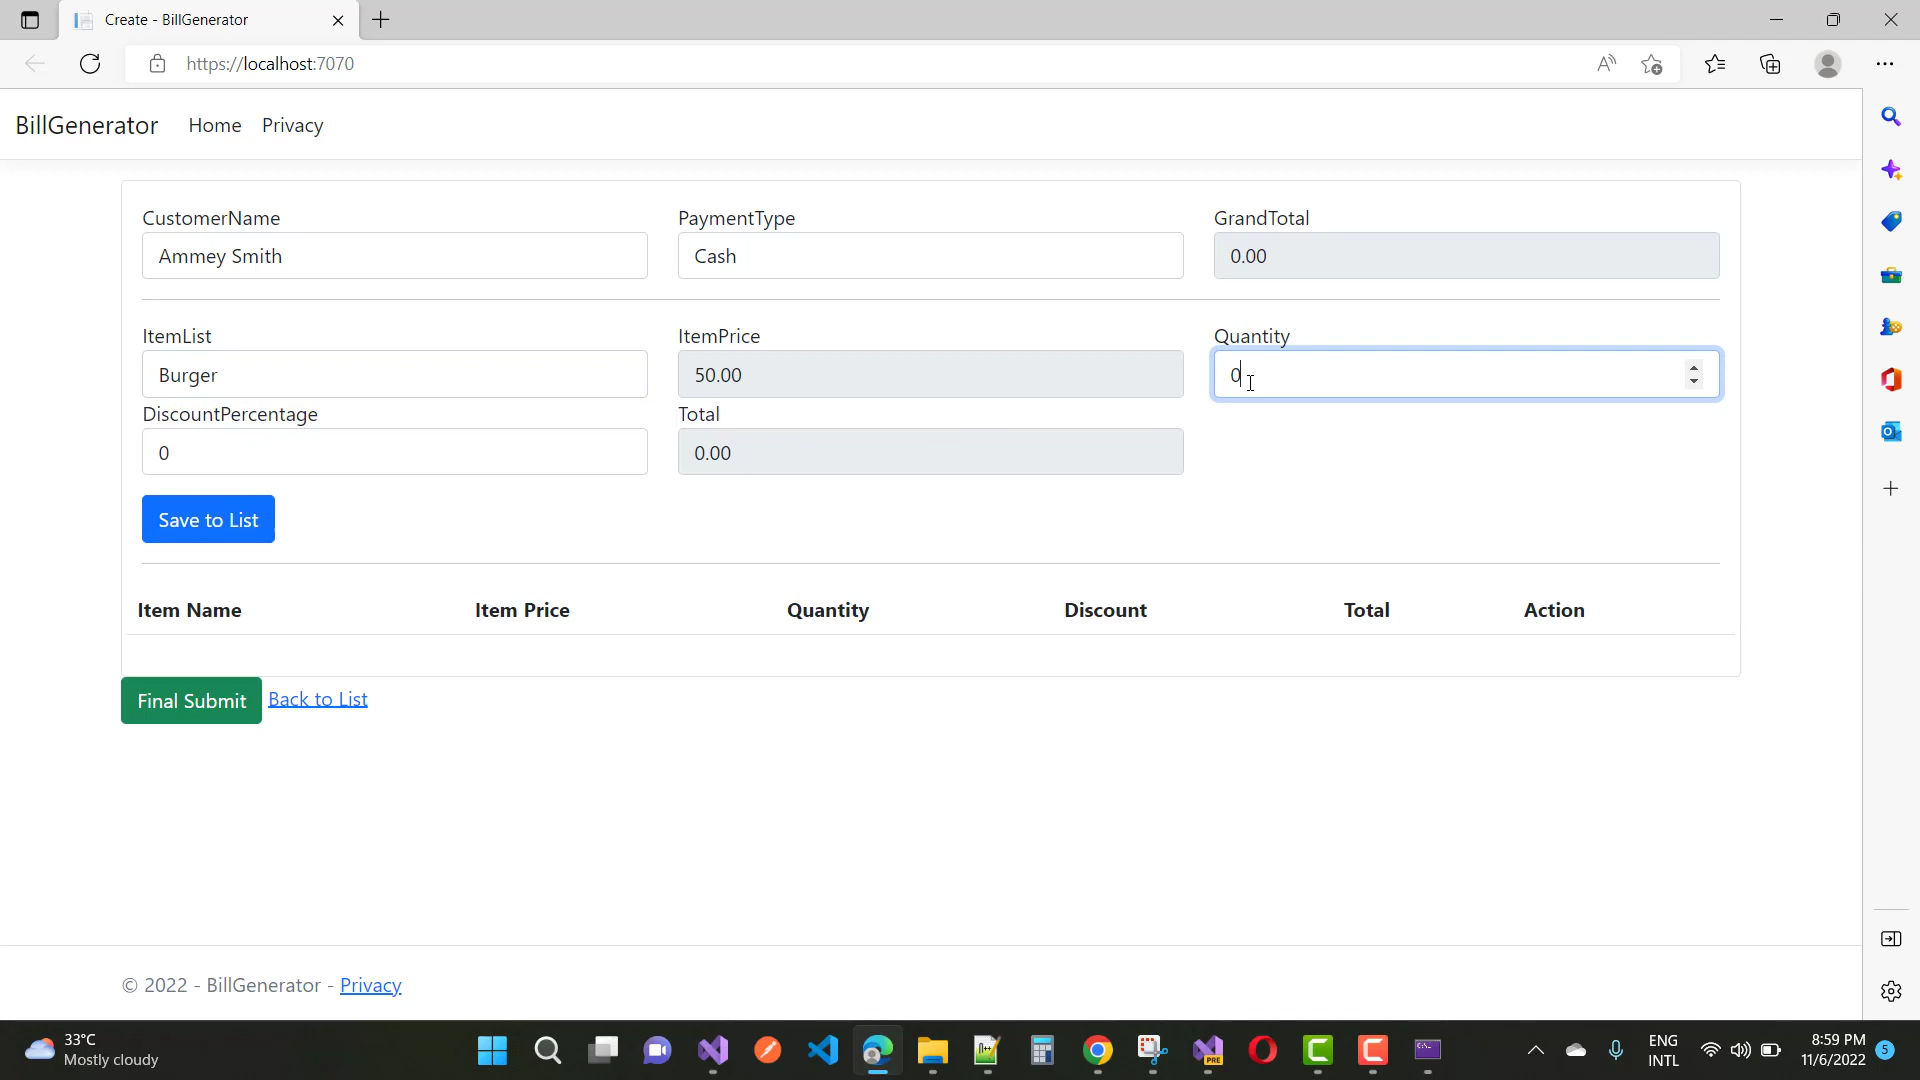 Create - BillGenerator
https://localhost:7070
BillGenerator Home Privacy
CustomerName PaymentType GrandTotal
Ammey Smith Cash 0.00
ItemList ItemPrice Quantity
Burger 50.00 0
DiscountPercentage Total
0 0.00
Save to List
Item Name Item Price Quantity Discount Total Action
Final Submit Back to List
© 2022 - BillGenerator - Privacy
33°C
Mostly cloudy
PRE
ENG
INTL
8:59 PM
11/6/2022
5